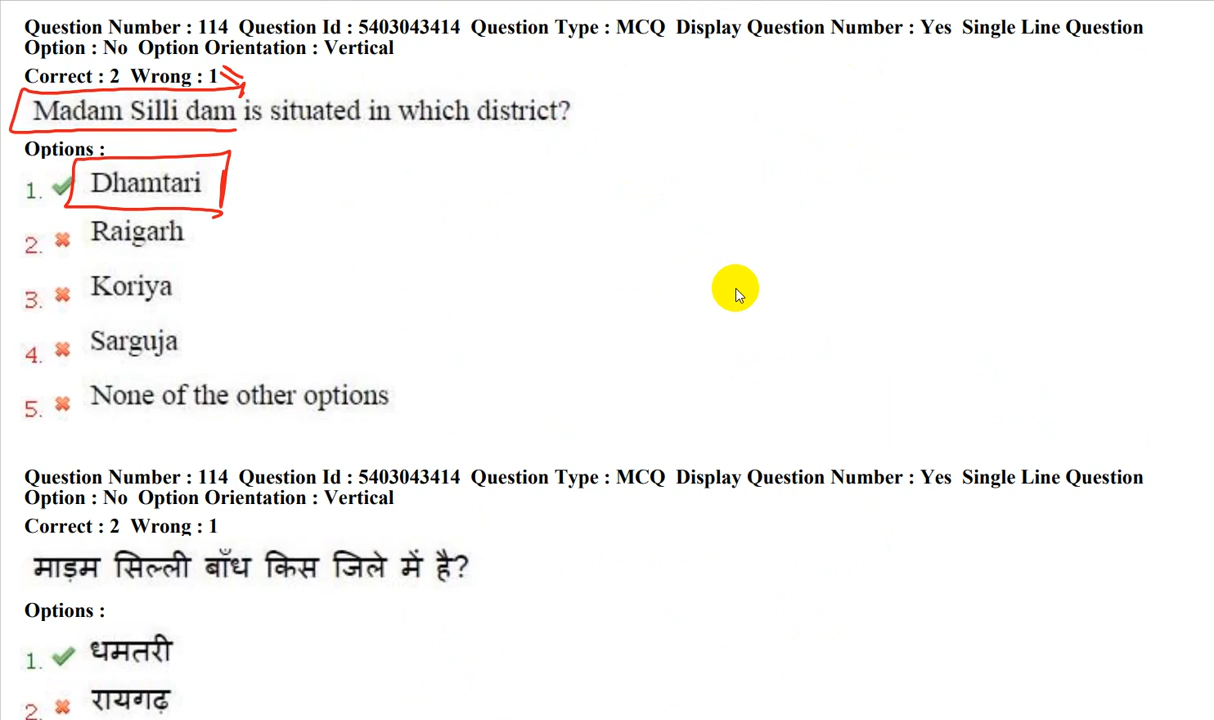 Question Number : 114 Question Id : 5403043414 Question Type : MCQ Display Question Number : Yes Single Line Question
Option : No Option Orientation : Vertical
Correct : 2 Wrong : 1
Madam Silli dam is situated in which district?
Options :
1. Dhamtari
2. Raigarh
3. Koriya
4. Sarguja
5. None of the other options
Question Number : 114 Question Id : 5403043414 Question Type : MCQ Display Question Number : Yes Single Line Question
Option : No Option Orientation : Vertical
Correct : 2 Wrong : 1
माड़म सिल्ली बाँध किस जिले में है?
Options :
1. धमतरी
2. रायगढ़